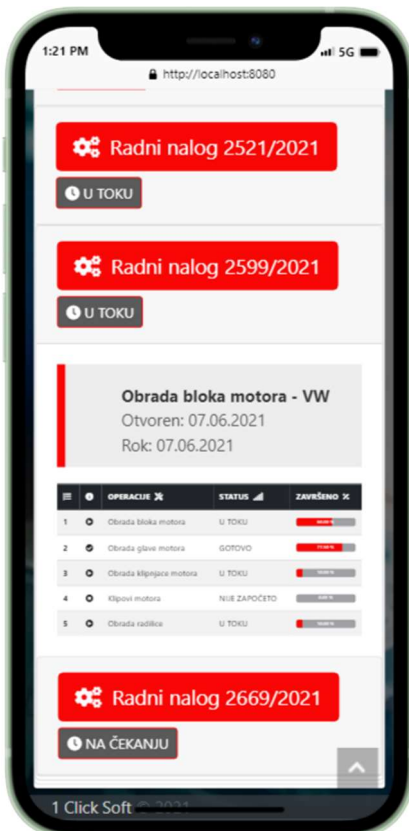 1:21 PM
5G
http://localhost:8080
Radni nalog 2521/2021
U TOKU
Radni nalog 2599/2021
U TOKU
Obrada bloka motora - VW
Otvoren: 07.06.2021
Rok: 07.06.2021
OPERACIJE STATUS ZAVRŠENO
1 Obrada bloka motora U TOKU
2 Obrada glave motora GOTOVO
3 Obrada klipnjace motora U TOKU
4 Klipovi motora NIJE ZAPOČETO
5 Obrada radilice U TOKU
Radni nalog 2669/2021
NA ČEKANJU
1 Click Soft © 2021